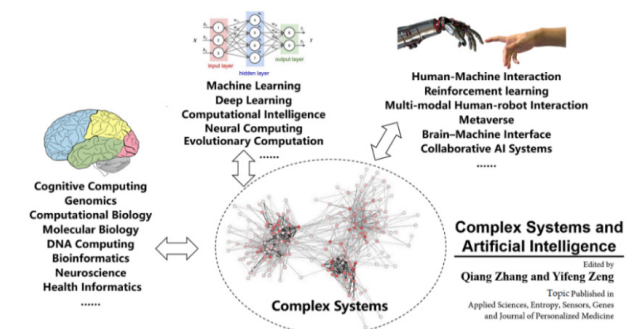 input layer
hidden layer
output layer
Machine Learning
Deep Learning
Computational Intelligence
Neural Computing
Evolutionary Computation
......
Human-Machine Interaction
Reinforcement learning
Multi-modal Human-robot Interaction
Metaverse
Brain–Machine Interface
Collaborative AI Systems
......
Cognitive Computing
Genomics
Computational Biology
Molecular Biology
DNA Computing
Bioinformatics
Neuroscience
Health Informatics
......
Complex Systems
Complex Systems and
Artificial Intelligence
Edited by
Qiang Zhang and Yifeng Zeng
Topic Published in
Applied Sciences, Entropy, Sensors, Genes
and Journal of Personalized Medicine